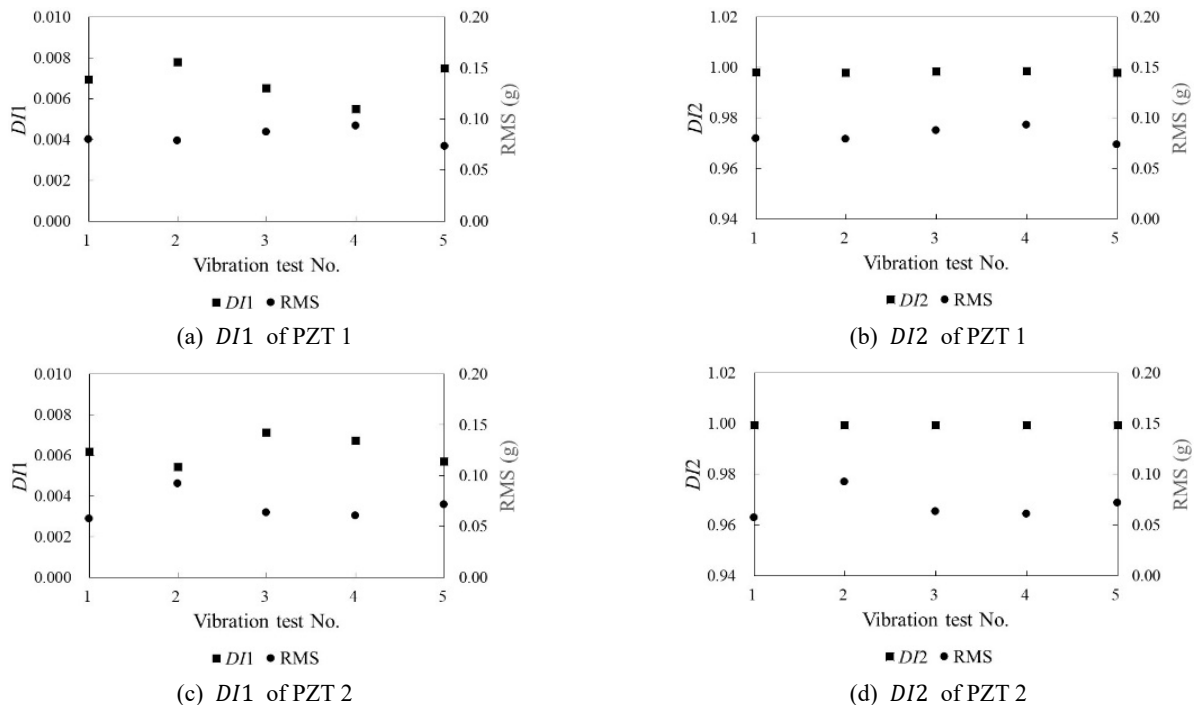 0.010
0.008
0.006
0.004
0.002
0.000
DI1
0.20
0.15
0.10
0.05
0.00
RMS (g)
1 2 3 4 5
Vibration test No.
■ DI1 ● RMS
(a) DI1 of PZT 1
1.02
1.00
0.98
0.96
0.94
DI2
0.20
0.15
0.10
0.05
0.00
RMS (g)
1 2 3 4 5
Vibration test No.
■ DI2 ● RMS
(b) DI2 of PZT 1
0.010
0.008
0.006
0.004
0.002
0.000
DI1
0.20
0.15
0.10
0.05
0.00
RMS (g)
1 2 3 4 5
Vibration test No.
■ DI1 ● RMS
(c) DI1 of PZT 2
1.02
1.00
0.98
0.96
0.94
DI2
0.20
0.15
0.10
0.05
0.00
RMS (g)
1 2 3 4 5
Vibration test No.
■ DI2 ● RMS
(d) DI2 of PZT 2